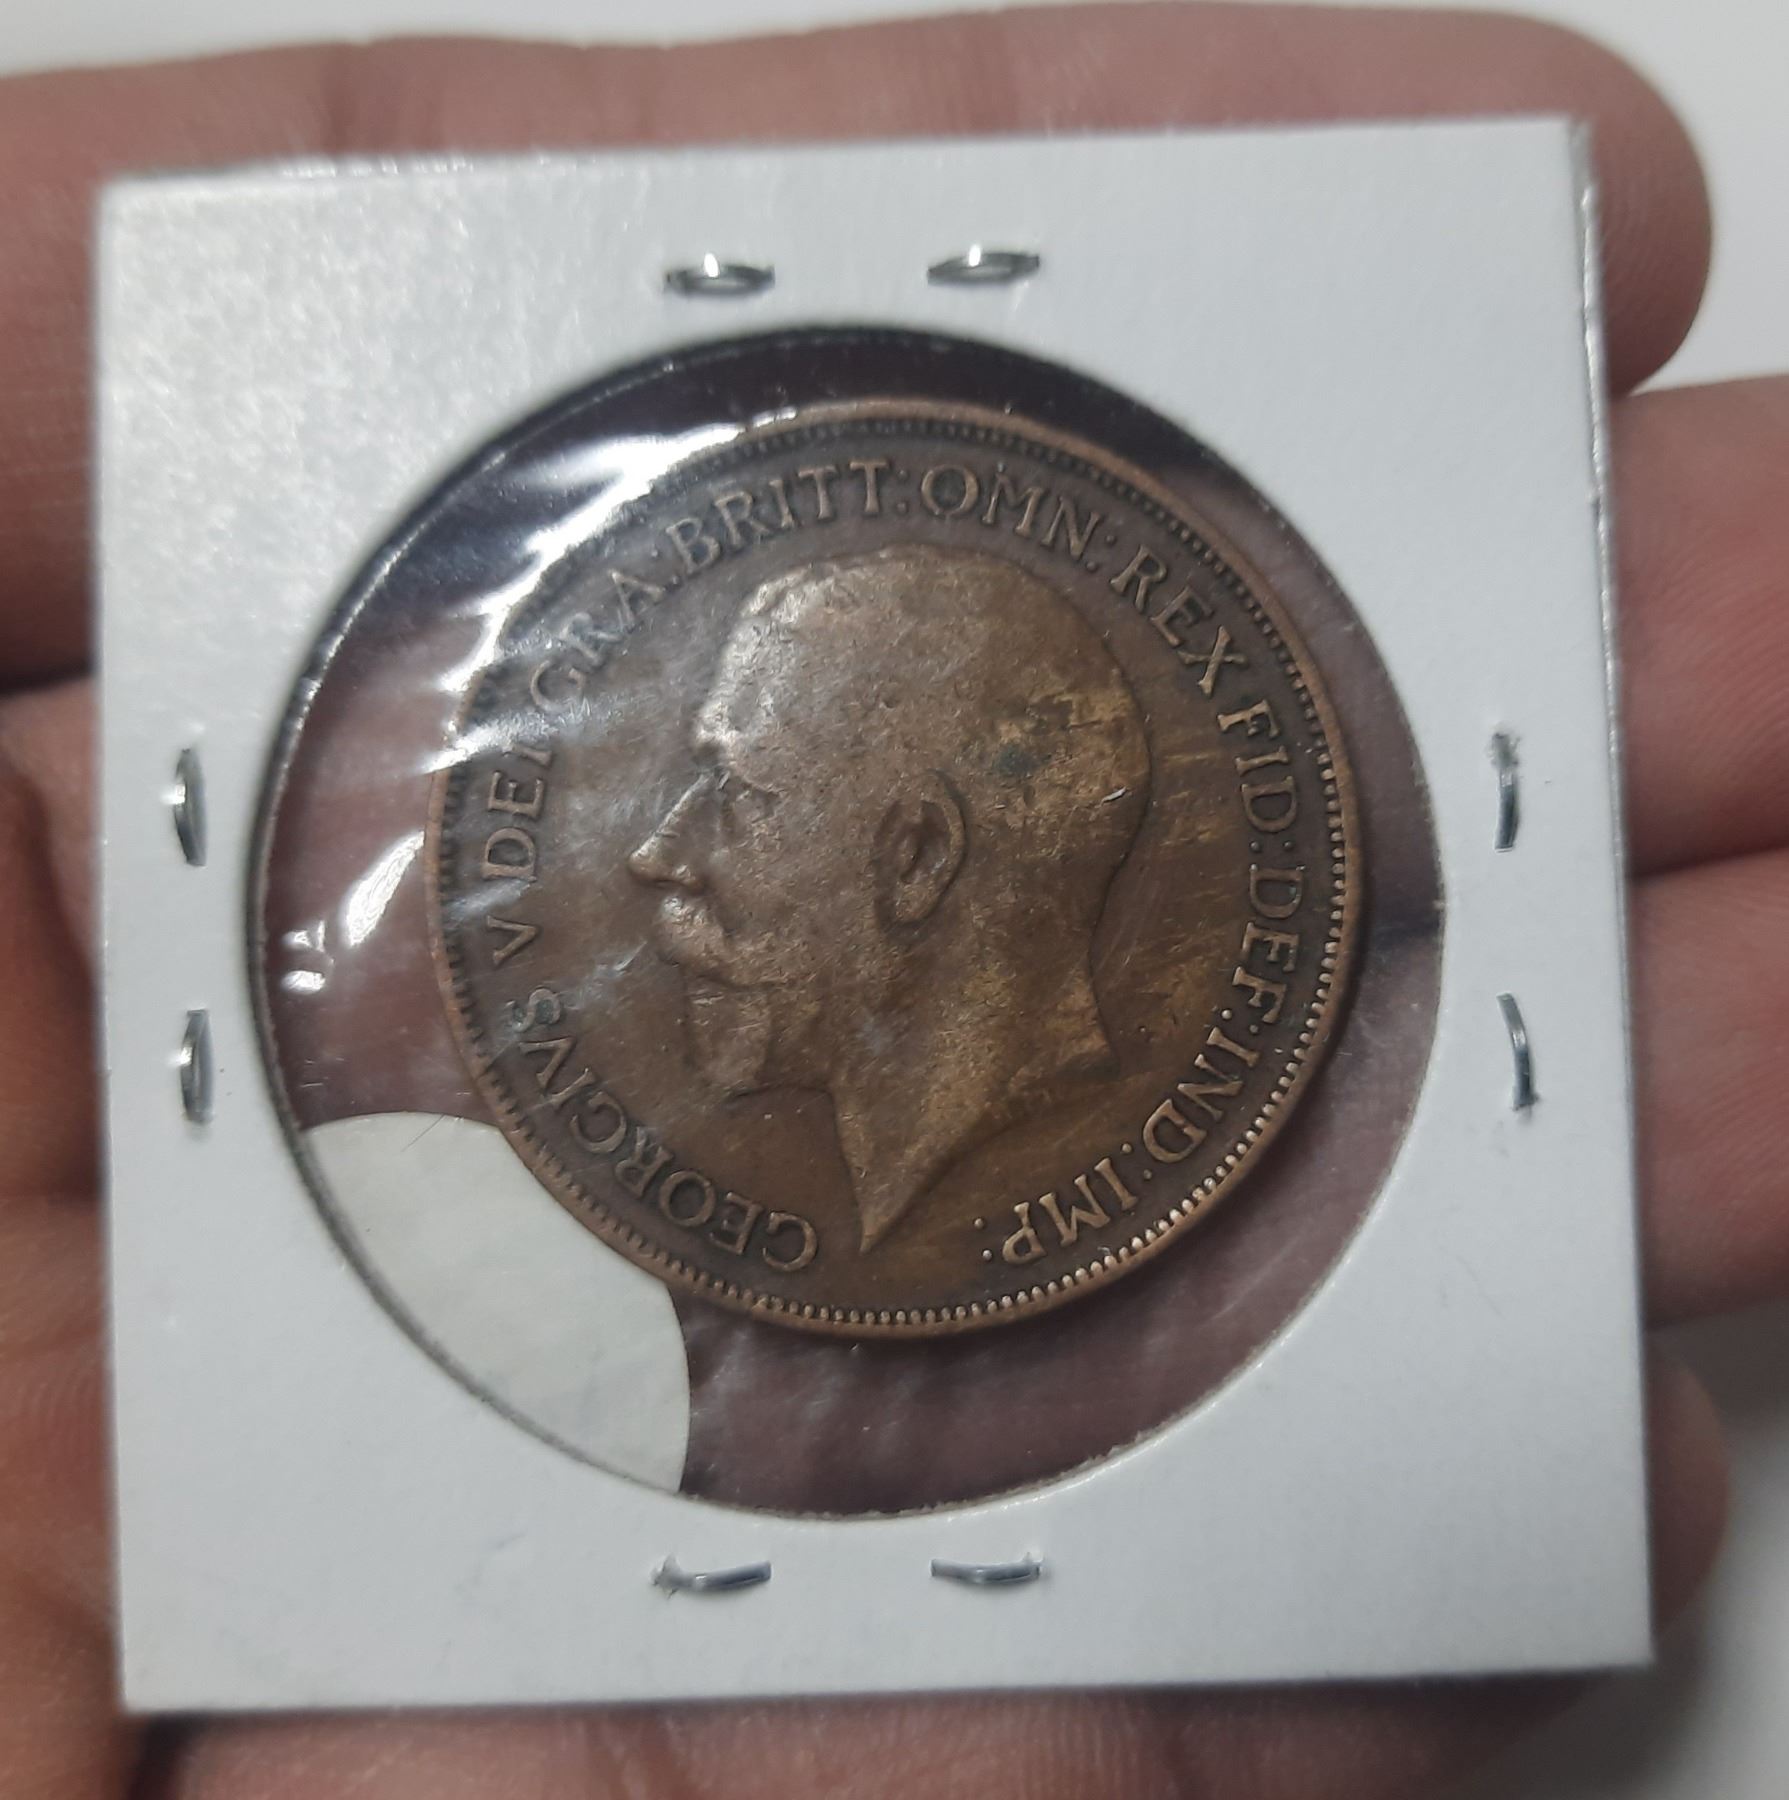 GEORGIVS V DEI GRA: BRITT: OMN: REX FID: DEF: IND: IMP: